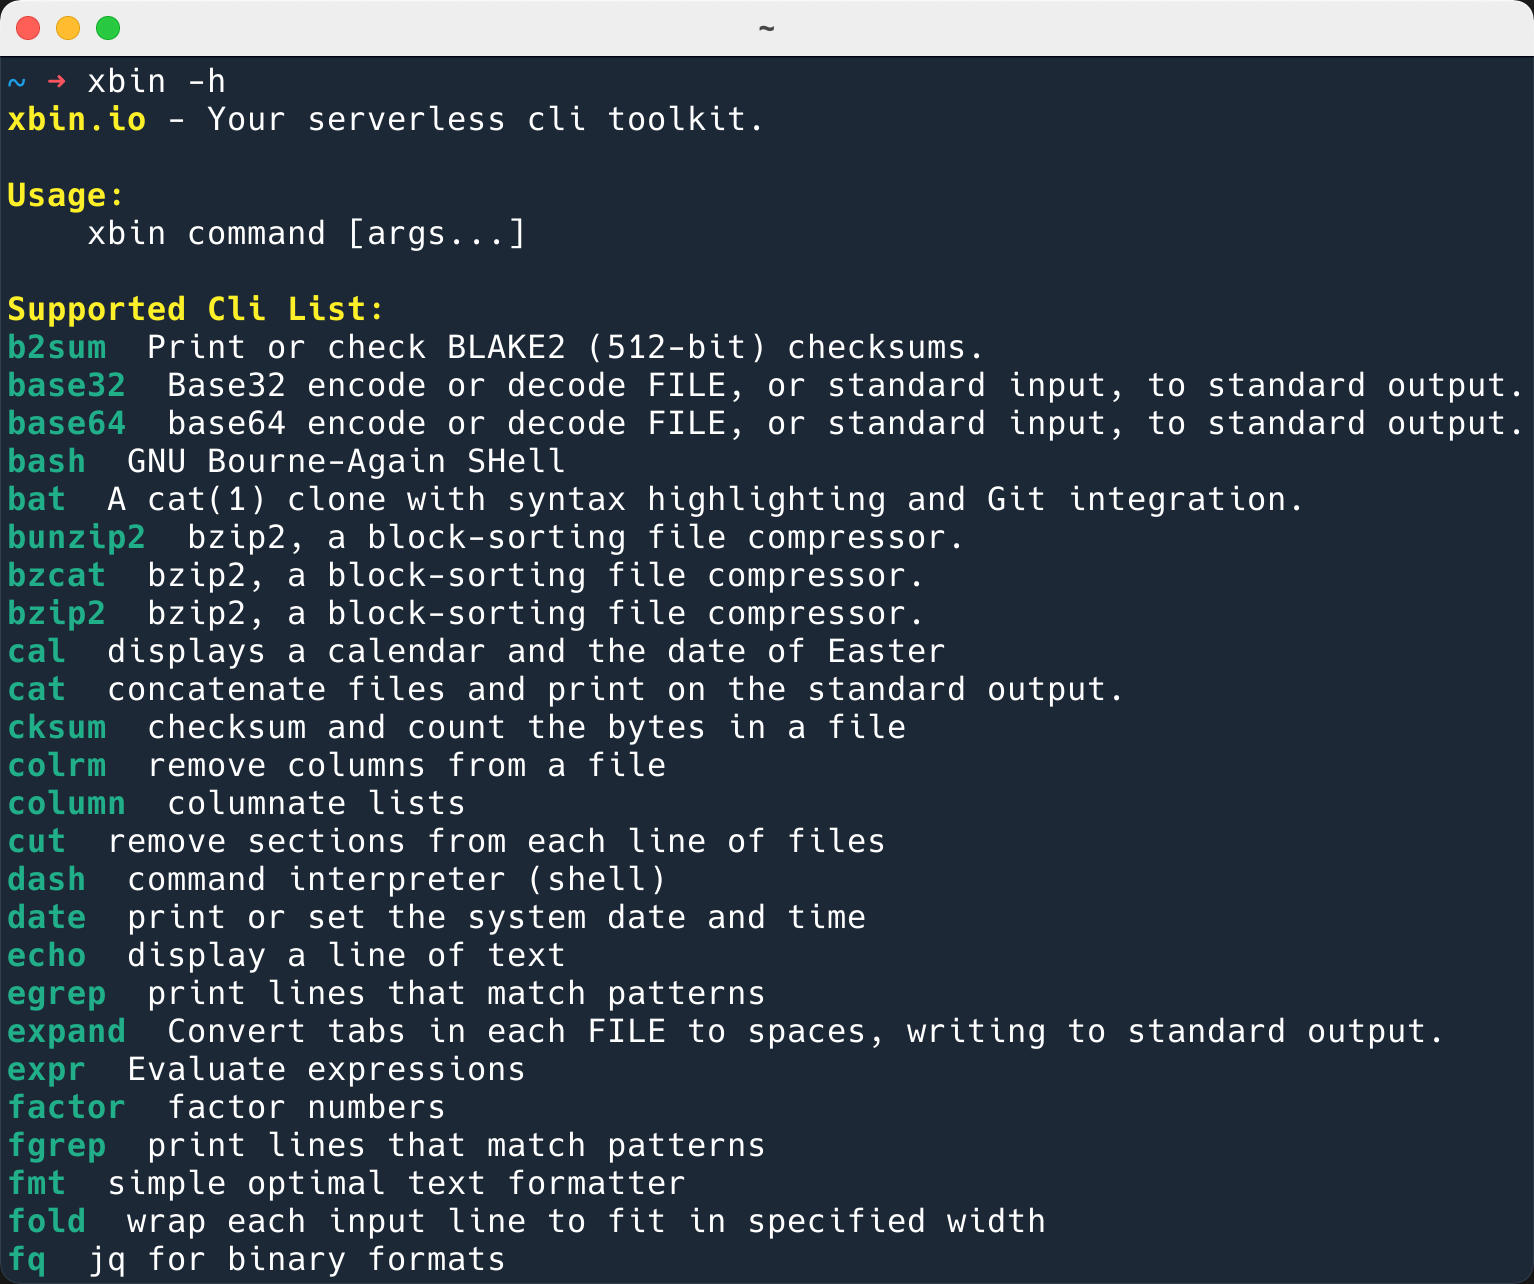 ~
~ ➜ xbin -h
xbin.io - Your serverless cli toolkit.
Usage:
xbin command [args...]
Supported Cli List:
b2sum  Print or check BLAKE2 (512-bit) checksums.
base32  Base32 encode or decode FILE, or standard input, to standard output.
base64  base64 encode or decode FILE, or standard input, to standard output.
bash  GNU Bourne-Again SHell
bat  A cat(1) clone with syntax highlighting and Git integration.
bunzip2  bzip2, a block-sorting file compressor.
bzcat  bzip2, a block-sorting file compressor.
bzip2  bzip2, a block-sorting file compressor.
cal  displays a calendar and the date of Easter
cat  concatenate files and print on the standard output.
cksum  checksum and count the bytes in a file
colrm  remove columns from a file
column  columnate lists
cut  remove sections from each line of files
dash  command interpreter (shell)
date  print or set the system date and time
echo  display a line of text
egrep  print lines that match patterns
expand  Convert tabs in each FILE to spaces, writing to standard output.
expr  Evaluate expressions
factor  factor numbers
fgrep  print lines that match patterns
fmt  simple optimal text formatter
fold  wrap each input line to fit in specified width
fq  jq for binary formats